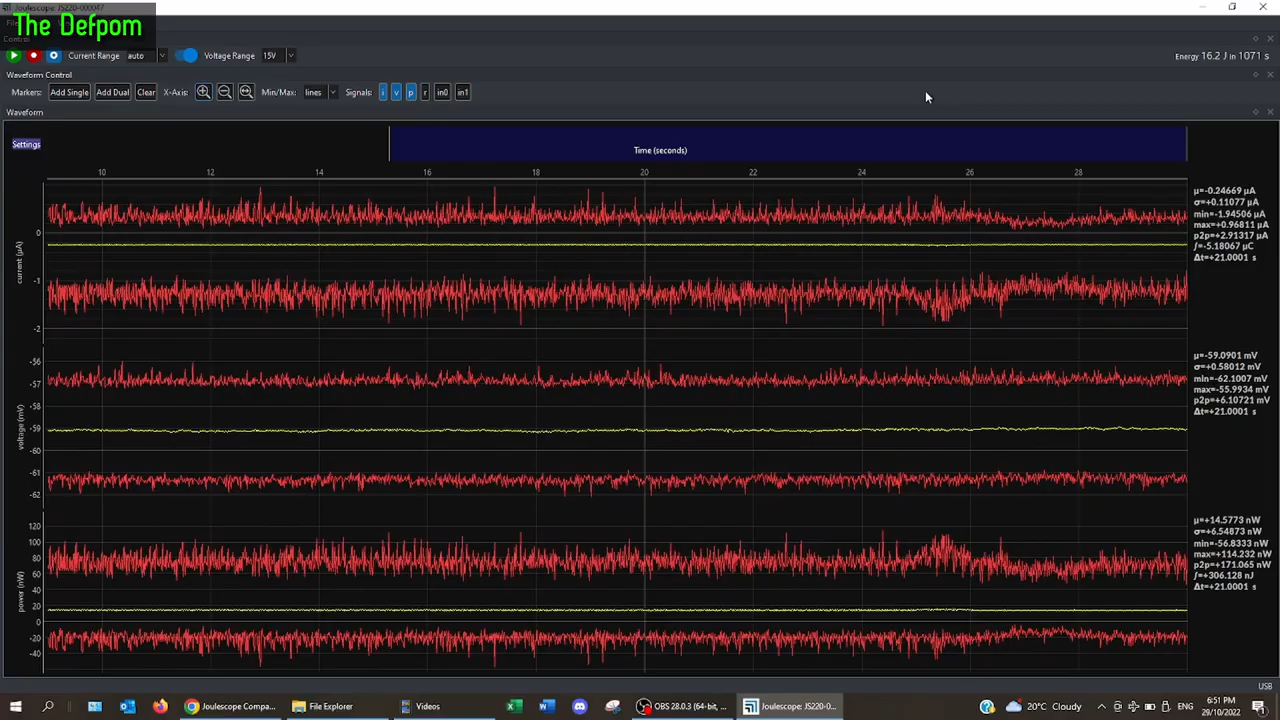 Joulescope: JS220-000047
The Defpom
Control
Current Range auto Voltage Range 15V Energy 16.2 J in 1071 s
Waveform Control
Markers: Add Single Add Dual Clear X-Axis: Min/Max: lines Signals: i v p r in0 in1
Waveform
Settings
Time (seconds)
10 12 14 16 18 20 22 24 26 28
current (µA)
0
-1
-2
μ=-0.24669 µA
σ=+0.11077 µA
min=-1.94506 µA
max=+0.96811 µA
p2p=+2.91317 µA
∫=-5.18067 µC
Δt=+21.0001 s
voltage (mV)
-56
-57
-58
-59
-60
-61
-62
μ=-59.0901 mV
σ=+0.58012 mV
min=-62.1007 mV
max=-55.9934 mV
p2p=+6.10721 mV
Δt=+21.0001 s
power (nW)
120
100
80
60
40
20
0
-20
-40
μ=+14.5773 nW
σ=+6.54873 nW
min=-56.8333 nW
max=+114.232 nW
p2p=+171.065 nW
∫=+306.128 nJ
Δt=+21.0001 s
USB
Joulescope Compa... File Explorer Videos OBS 28.0.3 (64-bit, ... Joulescope: JS220-0... 20°C Cloudy ENG 6:51 PM
29/10/2022